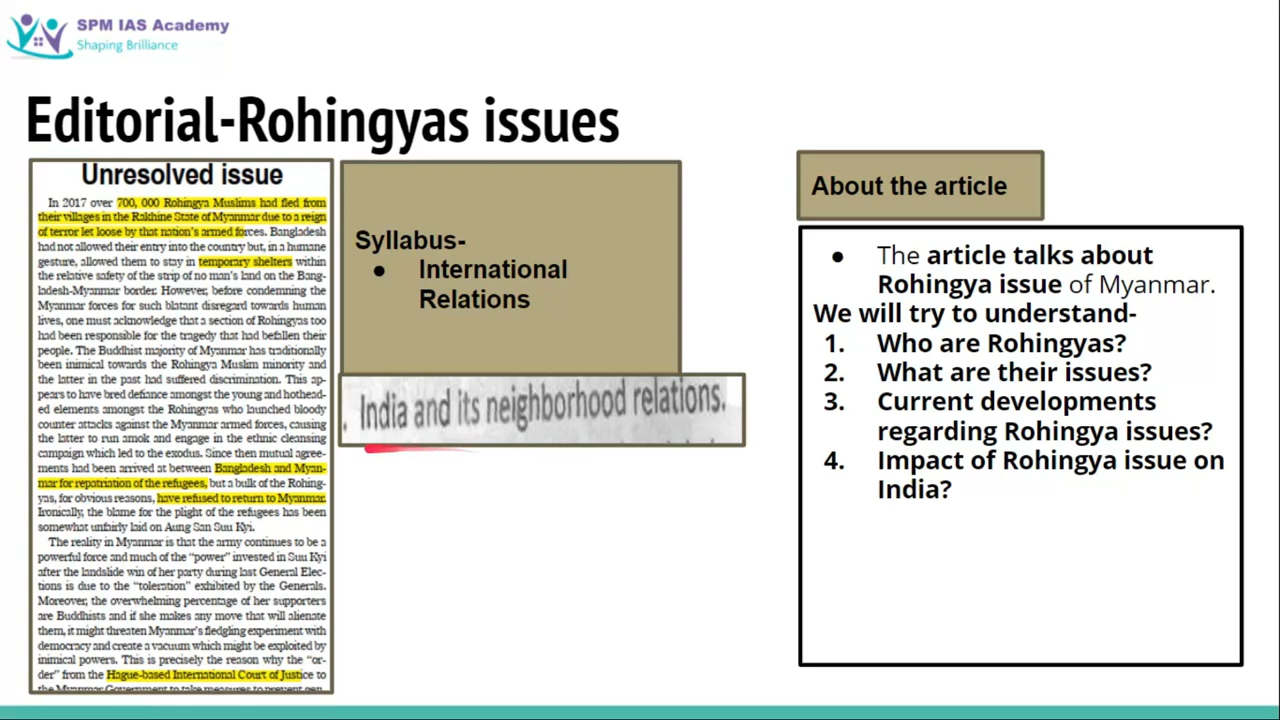 SPM IAS Academy
Shaping Brilliance
Editorial-Rohingyas issues
Unresolved issue
In 2017 over 700, 000 Rohingya Muslims had fled from
their villages in the Rakhine State of Myanmar due to a reign
of terror let loose by that nation's armed forces. Bangladesh
had not allowed their entry into the country but, in a humane
gesture, allowed them to stay in temporary shelters within
the relative safety of the strip of no man's land on the Bang-
ladesh-Myanmar border. However, before condemning the
Myanmar forces for such blatant disregard towards human
lives, one must acknowledge that a section of Rohingyas too
had been responsible for the tragedy that had befallen their
people. The Buddhist majority of Myanmar has traditionally
been inimical towards the Rohingya Muslim minority and
the latter in the past had suffered discrimination. This ap-
pears to have bred defiance amongst the young and hothead-
ed elements amongst the Rohingyas who launched bloody
counter attacks against the Myanmar armed forces, causing
the latter to run amok and engage in the ethnic cleansing
campaign which led to the exodus. Since then mutual agree-
ments had been arrived at between Bangladesh and Myan-
mar for repatriation of the refugees, but a bulk of the Rohing-
yas, for obvious reasons, have refused to return to Myanmar.
Ironically, the blame for the plight of the refugees has been
somewhat unfairly laid on Aung San Suu Kyi.
The reality in Myanmar is that the army continues to be a
powerful force and much of the "power" invested in Suu Kyi
after the landslide win of her party during last General Elec-
tions is due to the "toleration" exhibited by the Generals.
Moreover, the overwhelming percentage of her supporters
are Buddhists and if she makes any move that will alienate
them, it might threaten Myanmar's fledgling experiment with
democracy and create a vacuum which might be exploited by
inimical powers. This is precisely the reason why the "or-
der" from the Hague-based International Court of Justice to
the Myanmar Government to take measures to prevent gen-
Syllabus-
● International
Relations
. India and its neighborhood relations.
About the article
● The article talks about
Rohingya issue of Myanmar.
We will try to understand-
1. Who are Rohingyas?
2. What are their issues?
3. Current developments
regarding Rohingya issues?
4. Impact of Rohingya issue on
India?